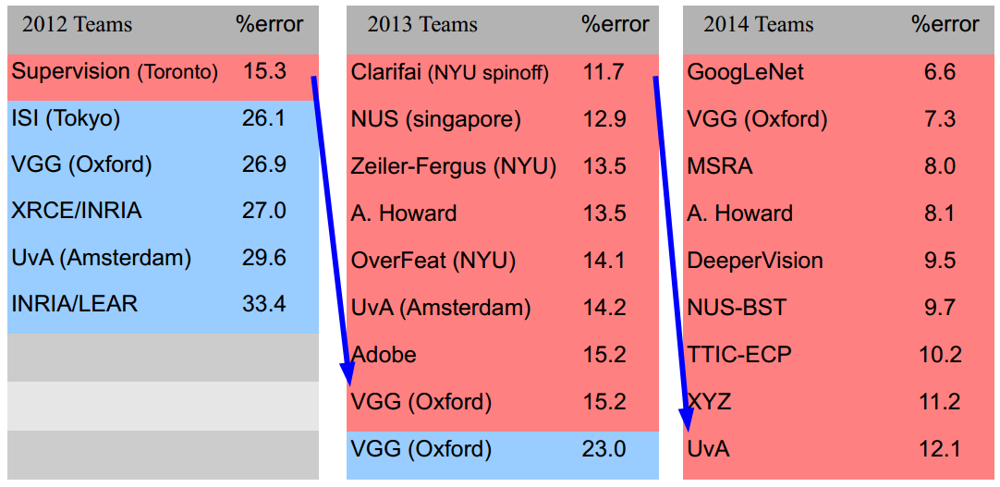 2012 Teams %error
Supervision (Toronto) 15.3
ISI (Tokyo) 26.1
VGG (Oxford) 26.9
XRCE/INRIA 27.0
UvA (Amsterdam) 29.6
INRIA/LEAR 33.4
2013 Teams %error
Clarifai (NYU spinoff) 11.7
NUS (singapore) 12.9
Zeiler-Fergus (NYU) 13.5
A. Howard 13.5
OverFeat (NYU) 14.1
UvA (Amsterdam) 14.2
Adobe 15.2
VGG (Oxford) 15.2
VGG (Oxford) 23.0
2014 Teams %error
GoogLeNet 6.6
VGG (Oxford) 7.3
MSRA 8.0
A. Howard 8.1
DeeperVision 9.5
NUS-BST 9.7
TTIC-ECP 10.2
XYZ 11.2
UvA 12.1